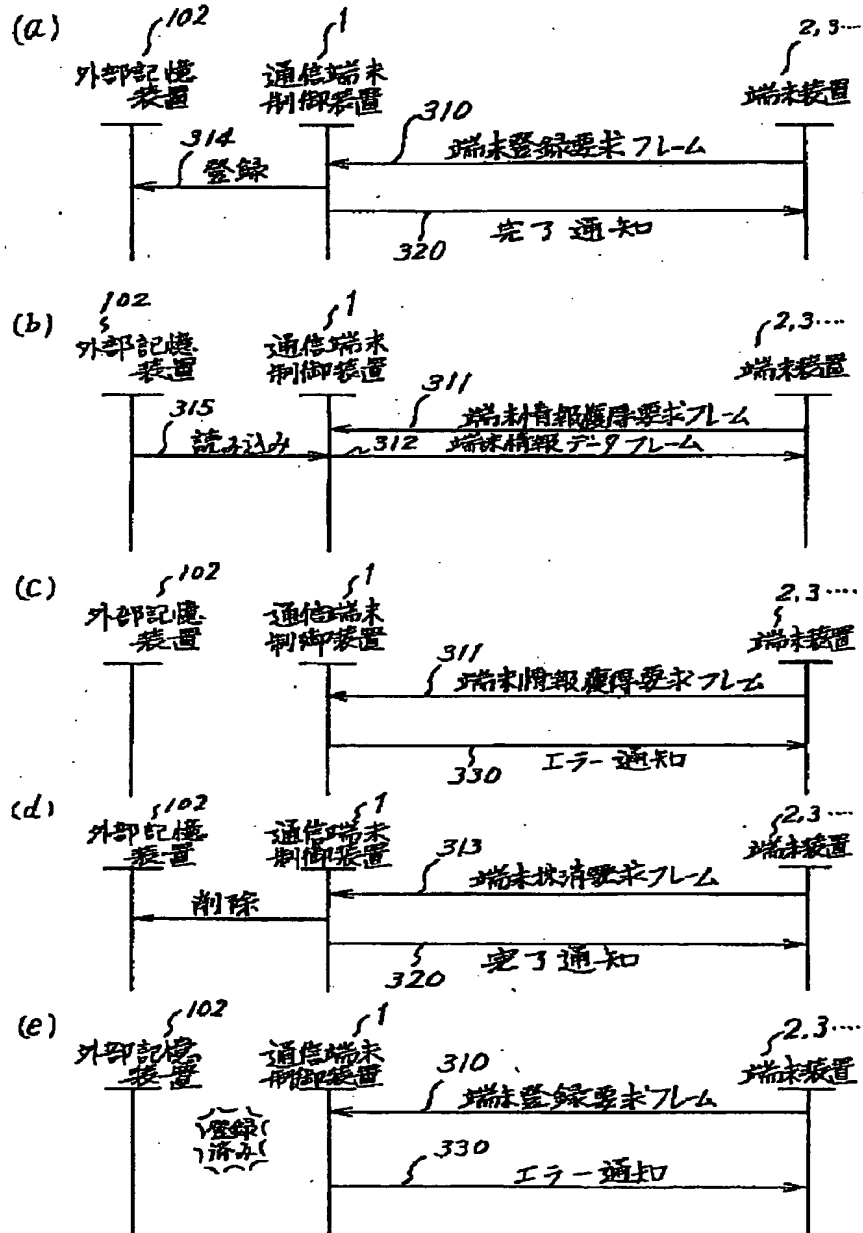 (a)
102
1
2,3…
外部記憶
装置
通信端末
制御装置
端末装置
310
端末登録要求フレーム
314
登録
320
完了通知
(b)
102
1
2,3‥‥
外部記憶
装置
通信端末
制御装置
端末装置
311
端末情報獲得要求フレーム
315
読み込み
312
端末情報データフレーム
(c)
102
1
2,3‥‥
外部記憶
装置
通信端末
制御装置
端末装置
311
端末情報獲得要求フレーム
330
エラー通知
(d)
102
1
2,3‥‥
外部記憶
装置
通信端末
制御装置
端末装置
313
端末抹消要求フレーム
削除
320
完了通知
(e)
102
1
2,3‥‥
外部記憶
装置
通信端末
制御装置
端末装置
310
端末登録要求フレーム
登録
済み
330
エラー通知